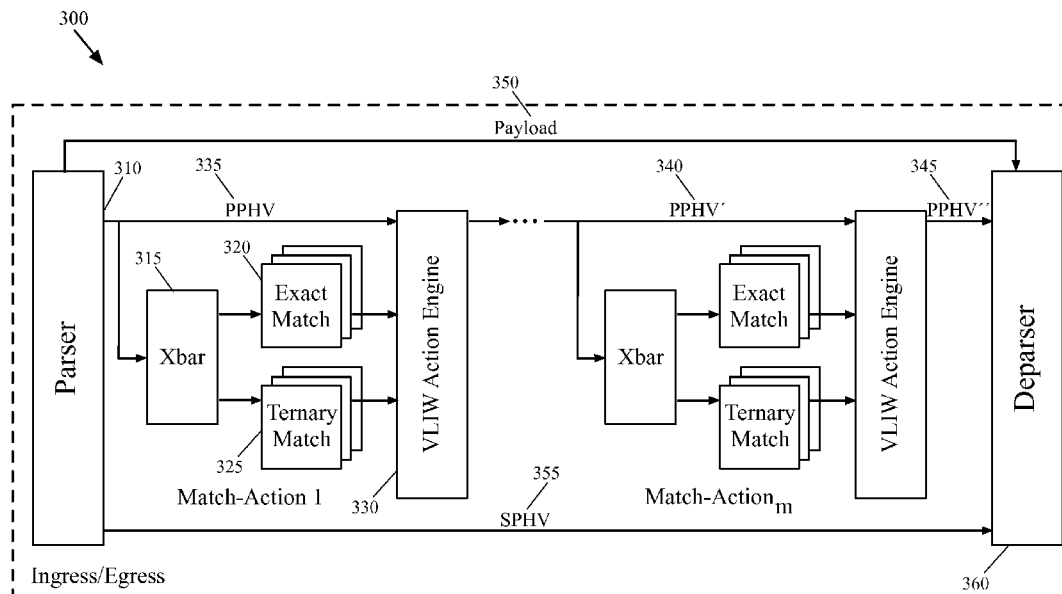 300
350
Payload
310
335
340
345
PPHV
PPHV´
PPHV´´
315
320
Exact
Match
Exact
Match
Parser
Xbar
VLIW Action Engine
Xbar
VLIW Action Engine
Deparser
Ternary
Match
Ternary
Match
325
Match-Action 1
330
355
Match-Action m
SPHV
Ingress/Egress
360